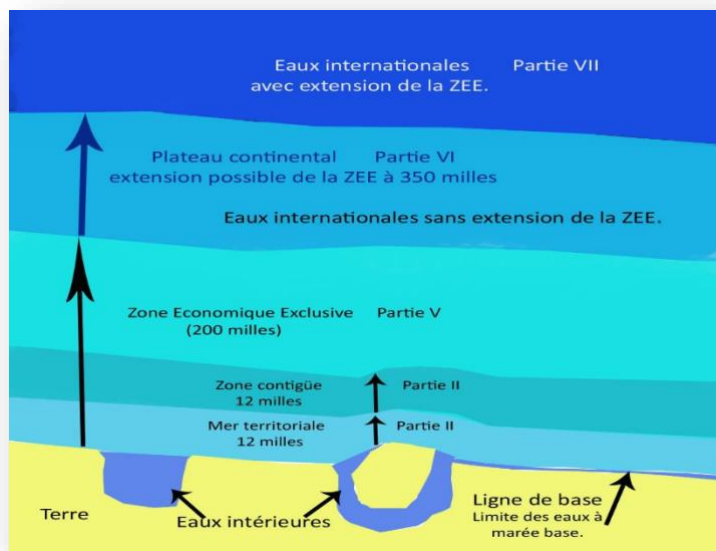 Eaux internationales Partie VII
avec extension de la ZEE.
Plateau continental Partie VI
extension possible de la ZEE à 350 milles
Eaux internationales sans extension de la ZEE.
Zone Economique Exclusive Partie V
(200 milles)
Zone contigüe Partie II
12 milles
Mer territoriale Partie II
12 milles
Terre
Eaux intérieures
Ligne de base
Limite des eaux à
marée base.